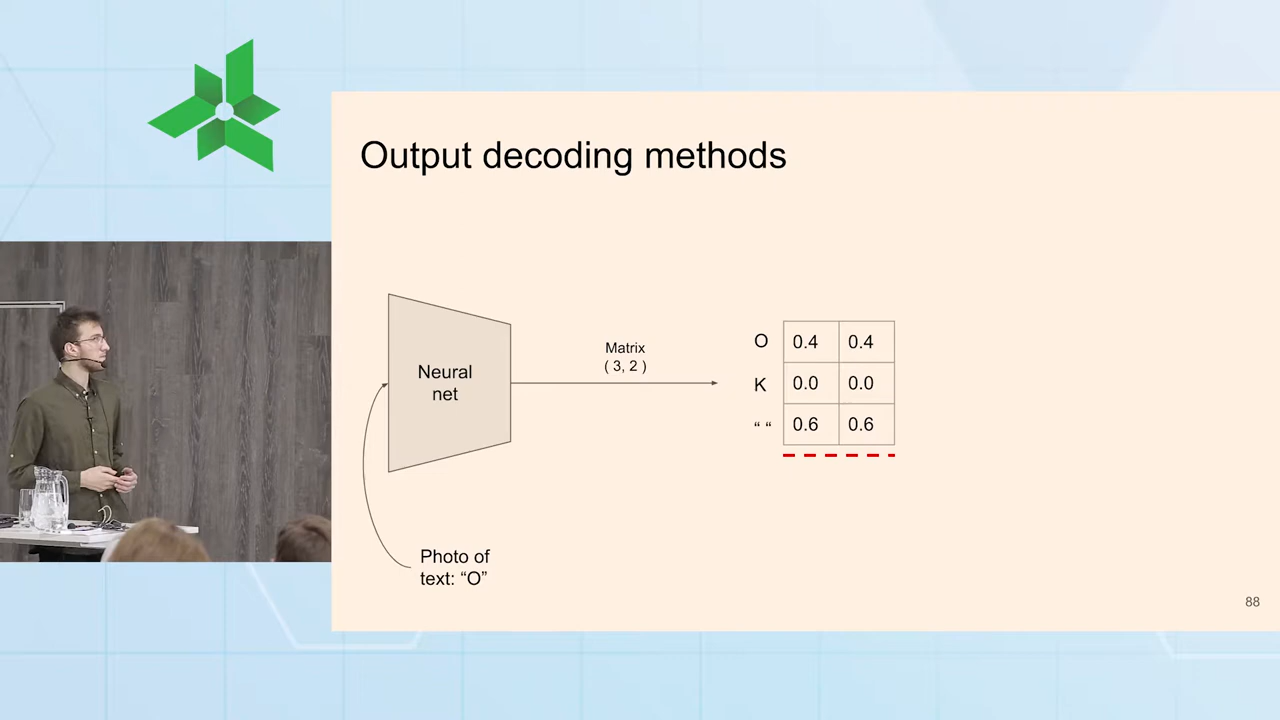 Output decoding methods
Neural
net
Matrix
( 3, 2 )
O 0.4 0.4
K 0.0 0.0
“ “ 0.6 0.6
Photo of
text: “O”
88